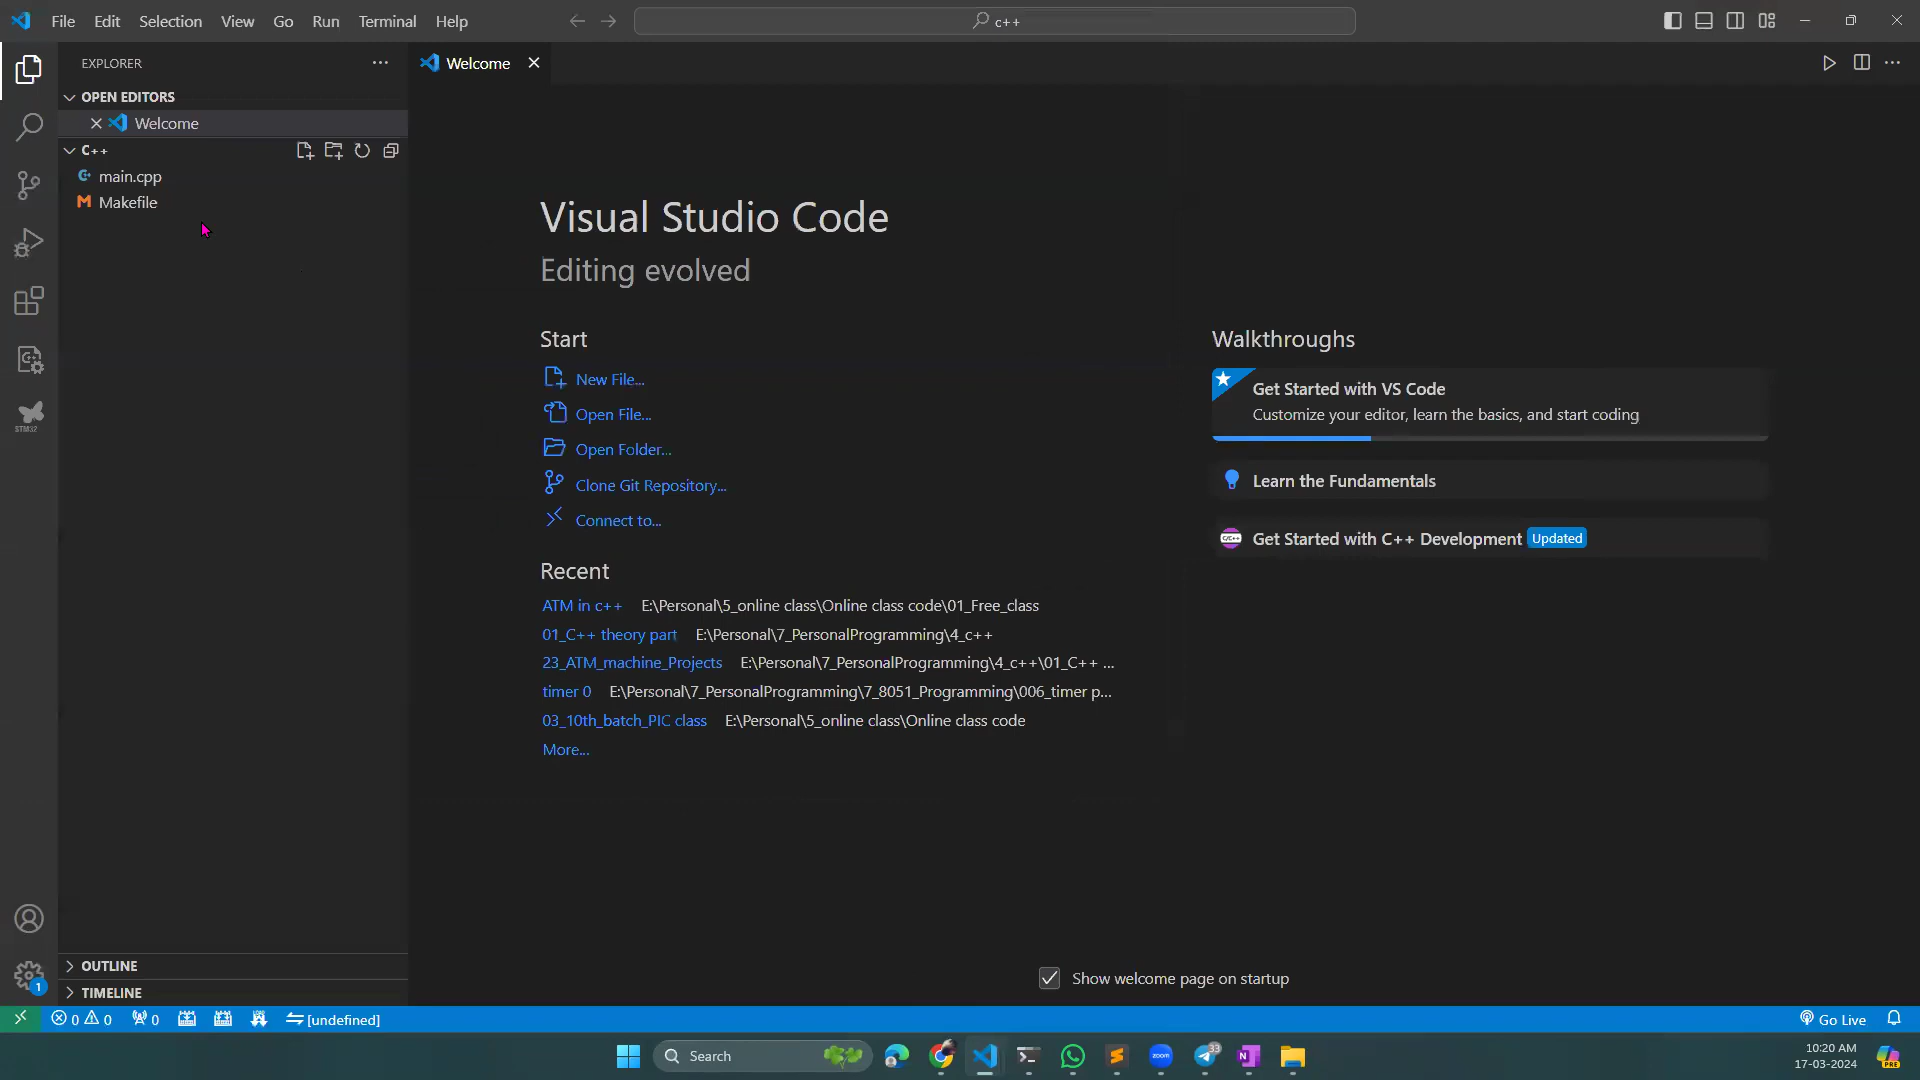 File Edit Selection View Go Run Terminal Help
c++
EXPLORER
Welcome
OPEN EDITORS
Welcome
C++
main.cpp
Makefile
STM32
Visual Studio Code
Editing evolved
Start
New File...
Open File...
Open Folder...
Clone Git Repository...
Connect to...
Recent
ATM in c++ E:\Personal\5_online class\Online class code\01_Free_class
01_C++ theory part E:\Personal\7_PersonalProgramming\4_c++
23_ATM_machine_Projects E:\Personal\7_PersonalProgramming\4_c++\01_C++ ...
timer 0 E:\Personal\7_PersonalProgramming\7_8051_Programming\006_timer p...
03_10th_batch_PIC class E:\Personal\5_online class\Online class code
More...
Walkthroughs
Get Started with VS Code
Customize your editor, learn the basics, and start coding
Learn the Fundamentals
C/C++ Get Started with C++ Development Updated
OUTLINE
1
TIMELINE
Show welcome page on startup
0 0 0 [undefined]
Go Live
Search
zoom
33
N
10:20 AM
17-03-2024
PRE